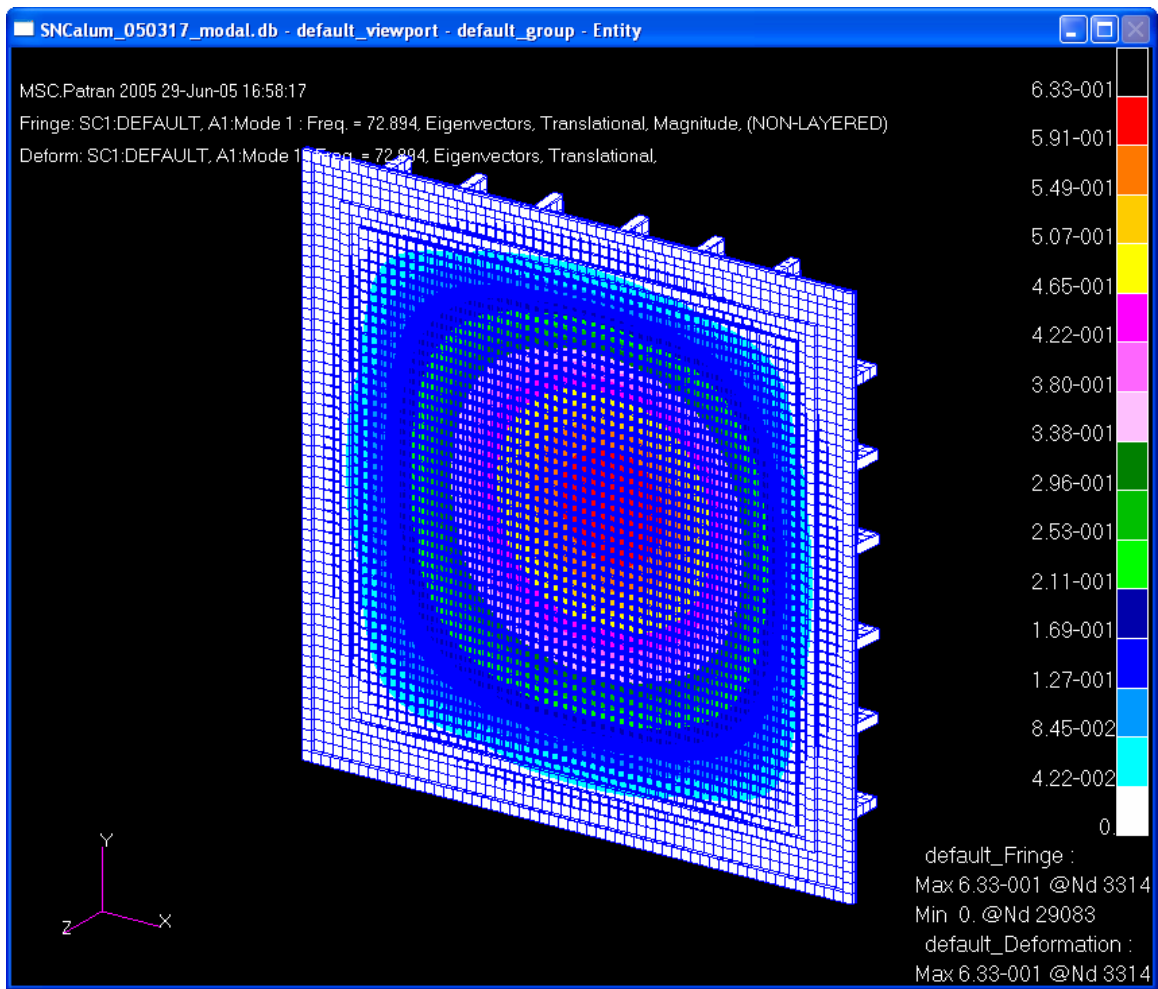 SNCalum_050317_modal.db - default_viewport - default_group - Entity
MSC.Patran 2005 29-Jun-05 16:58:17
Fringe: SC1:DEFAULT, A1:Mode 1 : Freq. = 72.894, Eigenvectors, Translational, Magnitude, (NON-LAYERED)
Deform: SC1:DEFAULT, A1:Mode 1 : Freq. = 72.894, Eigenvectors, Translational,
6.33-001
5.91-001
5.49-001
5.07-001
4.65-001
4.22-001
3.80-001
3.38-001
2.96-001
2.53-001
2.11-001
1.69-001
1.27-001
8.45-002
4.22-002
0.
default_Fringe :
Max 6.33-001 @Nd 3314
Min 0. @Nd 29083
default_Deformation :
Max 6.33-001 @Nd 3314
Y
Z
X